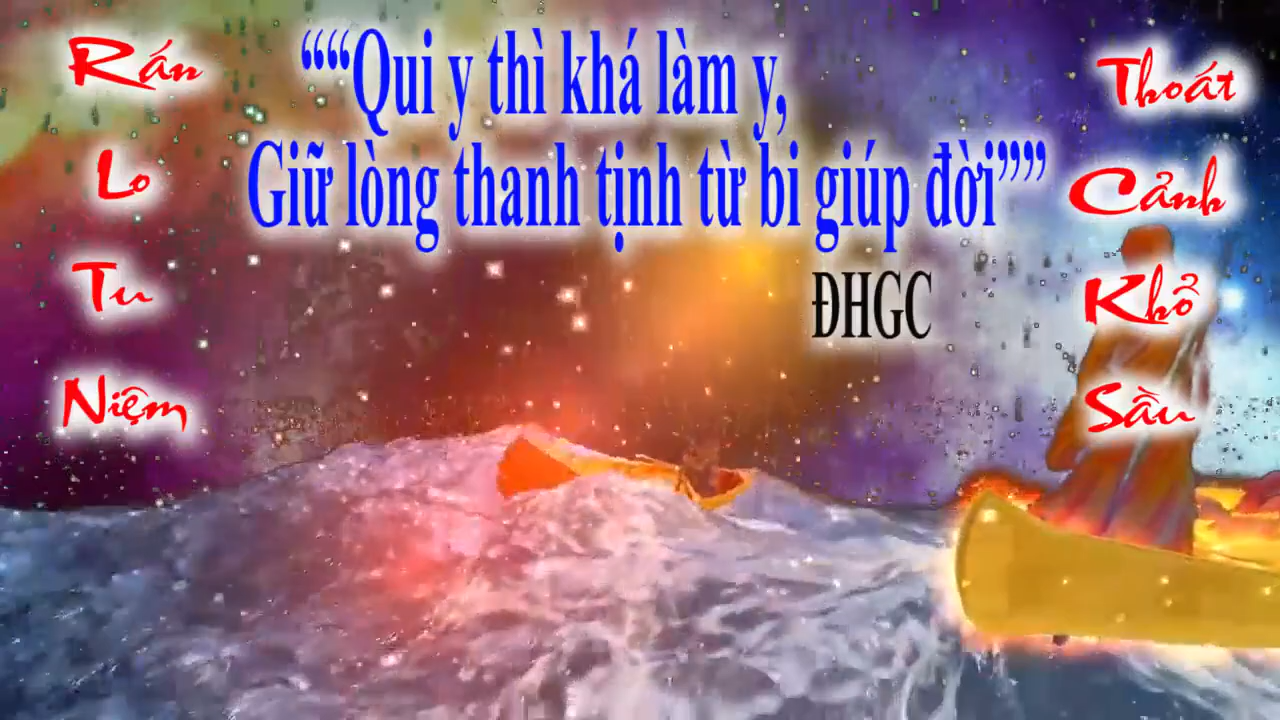 Rán
Lo
Tu
Niệm
““Qui y thì khá làm y,
Giữ lòng thanh tịnh từ bi giúp đời””
ĐHGC
Thoát
Cảnh
Khổ
Sầu